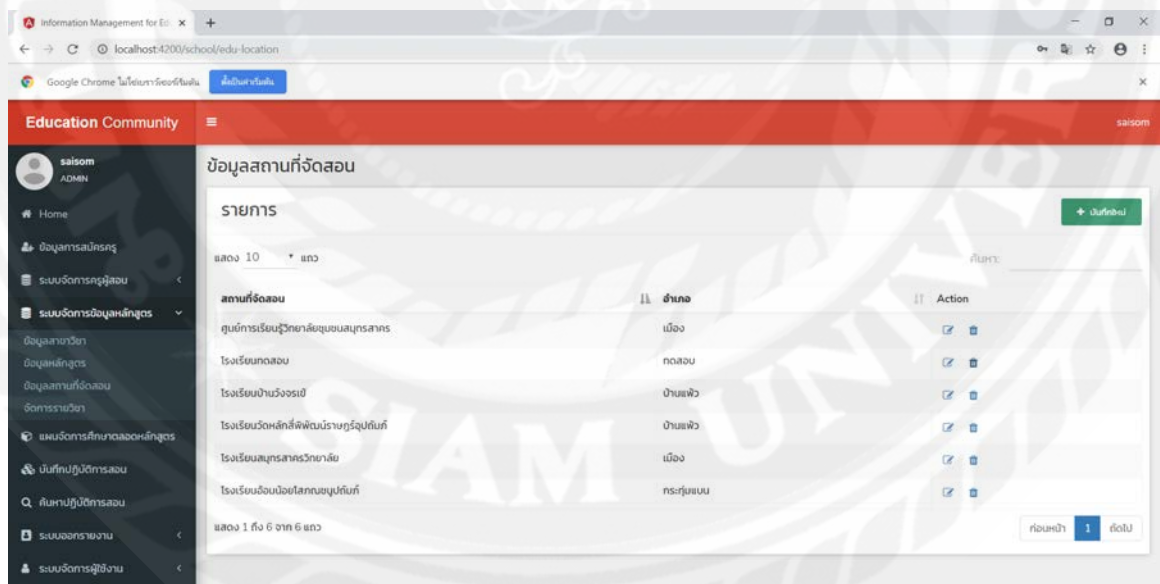 Information Management for Ed
localhost:4200/school/edu-location
Google Chrome ไม่ใช่เบราว์เซอร์เริ่มต้น ตั้งเป็นค่าเริ่มต้น
Education Community
saisom
saisom
ADMIN
Home
ข้อมูลการสมัครครู
ระบบจัดการครูผู้สอน
ระบบจัดการข้อมูลหลักสูตร
ข้อมูลสาขาวิชา
ข้อมูลหลักสูตร
ข้อมูลสถานที่จัดสอน
จัดการรายวิชา
แผนจัดการศึกษาตลอดหลักสูตร
บันทึกปฏิบัติการสอน
ค้นหาปฏิบัติการสอน
ระบบออกรายงาน
ระบบจัดการผู้ใช้งาน
ข้อมูลสถานที่จัดสอน
รายการ
แสดง 10 แถว
ค้นหา:
สถานที่จัดสอน อำเภอ Action
ศูนย์การเรียนรู้วิทยาลัยชุมชนสมุทรสาคร เมือง
โรงเรียนทดสอบ ทดสอบ
โรงเรียนบ้านวังจรเข้ บ้านแพ้ว
โรงเรียนวัดหลักสี่พิพัฒน์ราษฎร์อุปถัมภ์ บ้านแพ้ว
โรงเรียนสมุทรสาครวิทยาลัย เมือง
โรงเรียนอ้อมน้อยโสภณชนูปถัมภ์ กระทุ่มแบน
แสดง 1 ถึง 6 จาก 6 แถว
ก่อนหน้า 1 ถัดไป
SIAM UNIVERS